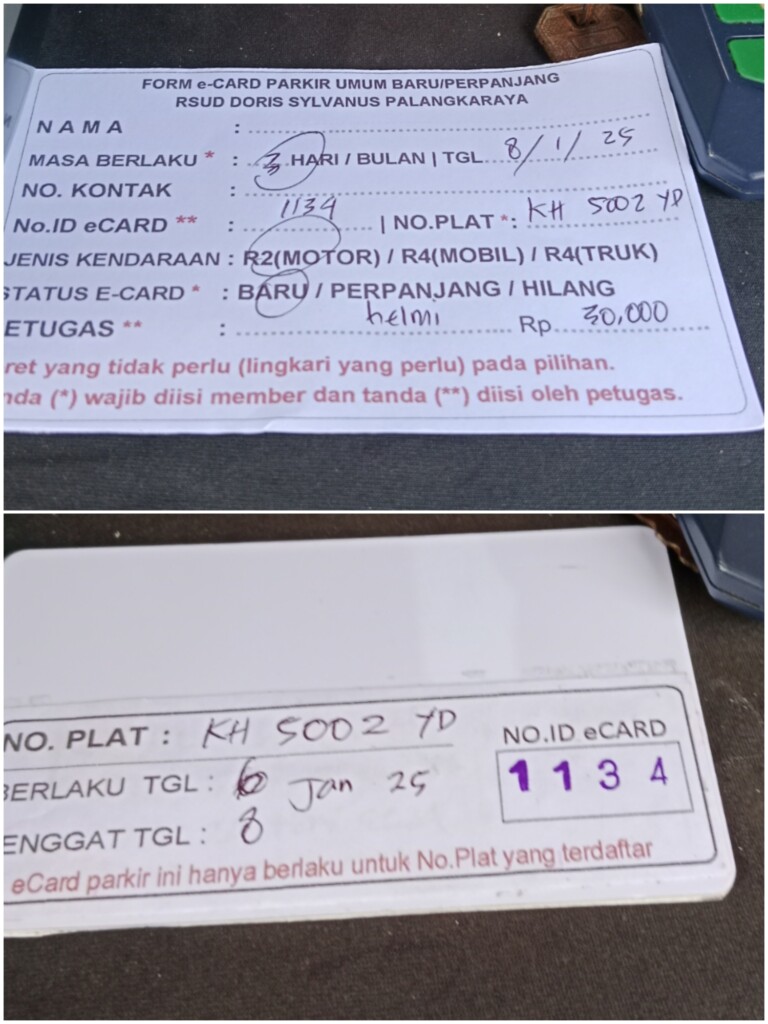 FORM e-CARD PARKIR UMUM BARU/PERPANJANG
RSUD DORIS SYLVANUS PALANGKARAYA
NAMA :
MASA BERLAKU * : 3 HARI / BULAN | TGL 8/1/25
NO. KONTAK :
No.ID eCARD ** : 1134 | NO.PLAT *: KH 5002 YD
JENIS KENDARAAN : R2(MOTOR) / R4(MOBIL) / R4(TRUK)
STATUS E-CARD * : BARU / PERPANJANG / HILANG
ETUGAS ** : helmi Rp 30,000
ret yang tidak perlu (lingkari yang perlu) pada pilihan.
nda (*) wajib diisi member dan tanda (**) diisi oleh petugas.
NO. PLAT : KH 5002 YD
NO.ID eCARD
BERLAKU TGL : 6 Jan 25
1134
ENGGAT TGL : 8
eCard parkir ini hanya berlaku untuk No.Plat yang terdaftar